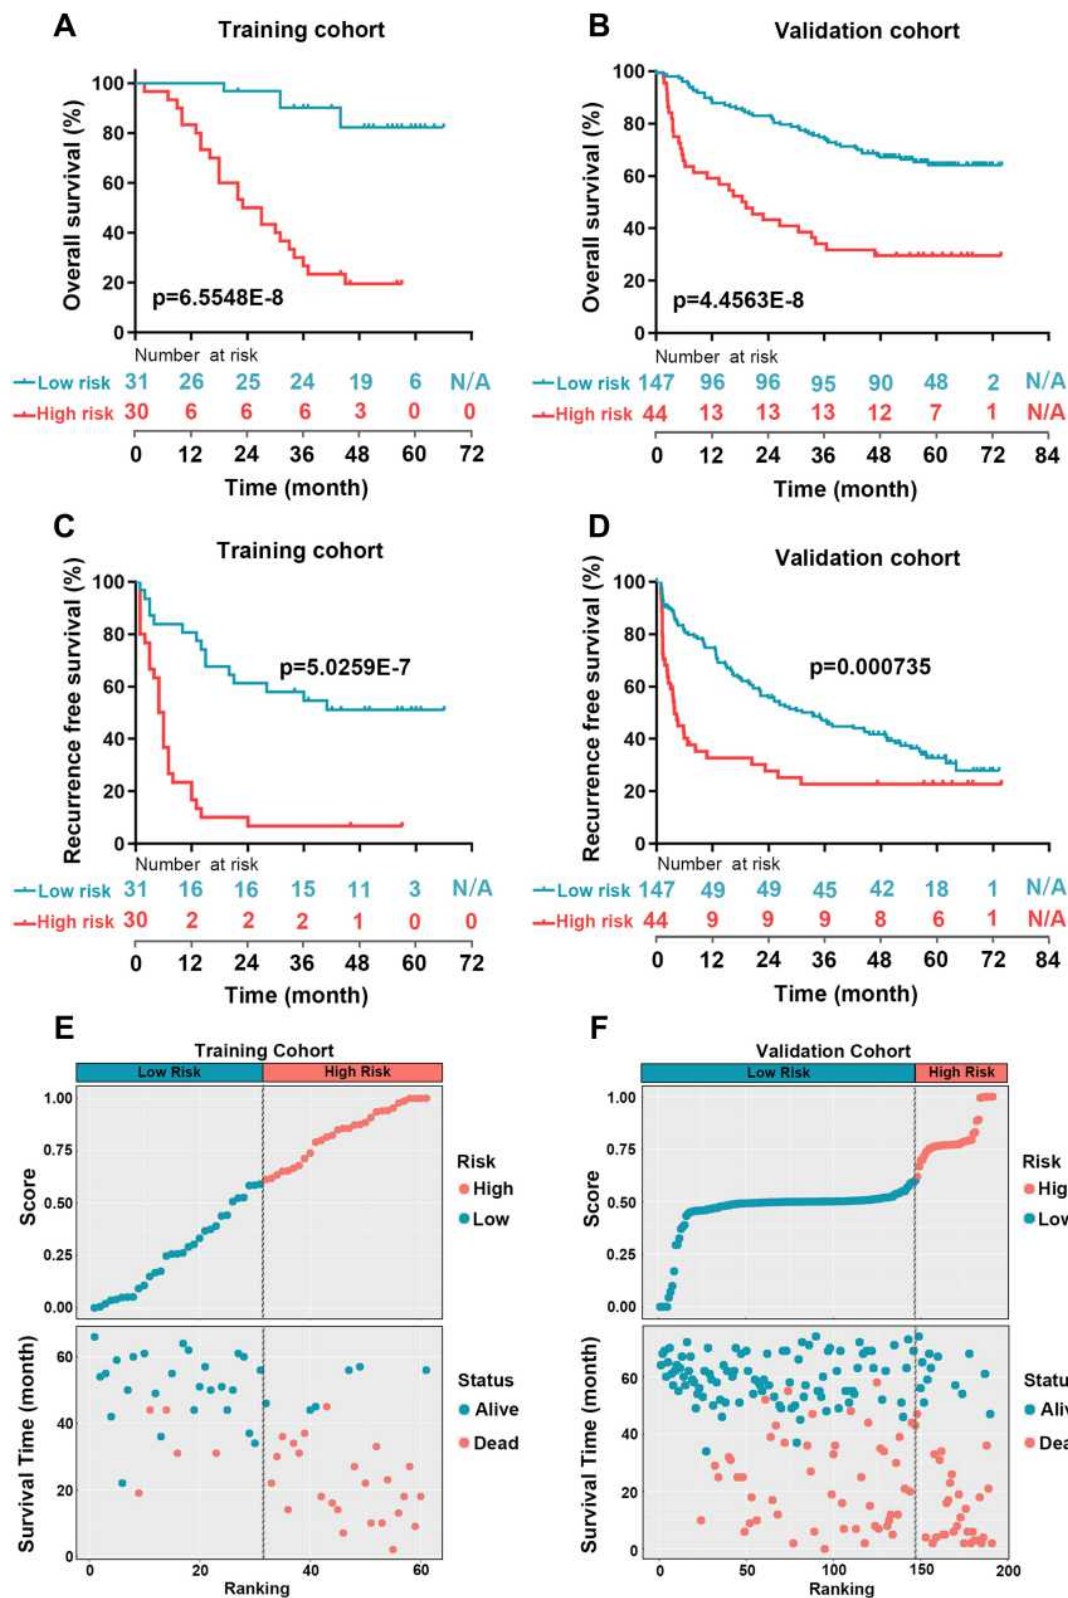 A
Training cohort
Overall survival (%)
100
80
60
40
20
0
p=6.5548E-8
Number at risk
Low risk 31 26 25 24 19 6 N/A
High risk 30 6 6 6 3 0 0
0 12 24 36 48 60 72
Time (month)
B
Validation cohort
Overall survival (%)
100
80
60
40
20
0
p=4.4563E-8
Number at risk
Low risk 147 96 96 95 90 48 2 N/A
High risk 44 13 13 13 12 7 1 N/A
0 12 24 36 48 60 72 84
Time (month)
C
Training cohort
Recurrence free survival (%)
100
80
60
40
20
0
p=5.0259E-7
Number at risk
Low risk 31 16 16 15 11 3 N/A
High risk 30 2 2 2 1 0 0
0 12 24 36 48 60 72
Time (month)
D
Validation cohort
Recurrence free survival (%)
100
80
60
40
20
0
p=0.000735
Number at risk
Low risk 147 49 49 45 42 18 1 N/A
High risk 44 9 9 9 8 6 1 N/A
0 12 24 36 48 60 72 84
Time (month)
E
Training Cohort
Low Risk High Risk
Score
1.00
0.75
0.50
0.25
0.00
Risk
High
Low
Survival Time (month)
60
40
20
0
Status
Alive
Dead
0 20 40 60
Ranking
F
Validation Cohort
Low Risk High Risk
Score
1.00
0.75
0.50
0.25
0.00
Risk
Hig
Low
Survival Time (month)
60
40
20
0
Statu
Aliv
Dea
0 50 100 150 200
Ranking